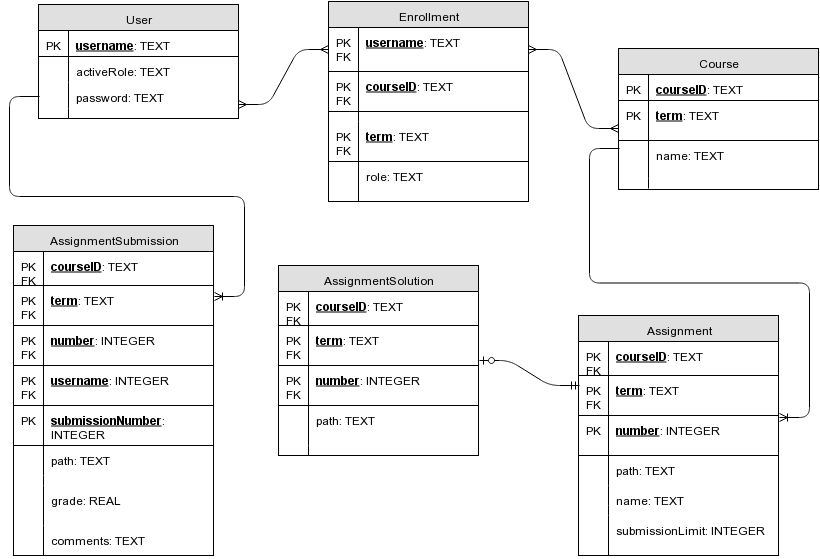 User
PK username: TEXT
activeRole: TEXT
password: TEXT
Enrollment
PK username: TEXT
FK
PK courseID: TEXT
FK
PK term: TEXT
FK
role: TEXT
Course
PK courseID: TEXT
PK term: TEXT
name: TEXT
AssignmentSubmission
PK courseID: TEXT
FK
PK term: TEXT
FK
PK number: INTEGER
FK
PK username: INTEGER
FK
PK submissionNumber:
INTEGER
path: TEXT
grade: REAL
comments: TEXT
AssignmentSolution
PK courseID: TEXT
FK
PK term: TEXT
FK
PK number: INTEGER
FK
path: TEXT
Assignment
PK courseID: TEXT
FK
PK term: TEXT
FK
PK number: INTEGER
path: TEXT
name: TEXT
submissionLimit: INTEGER